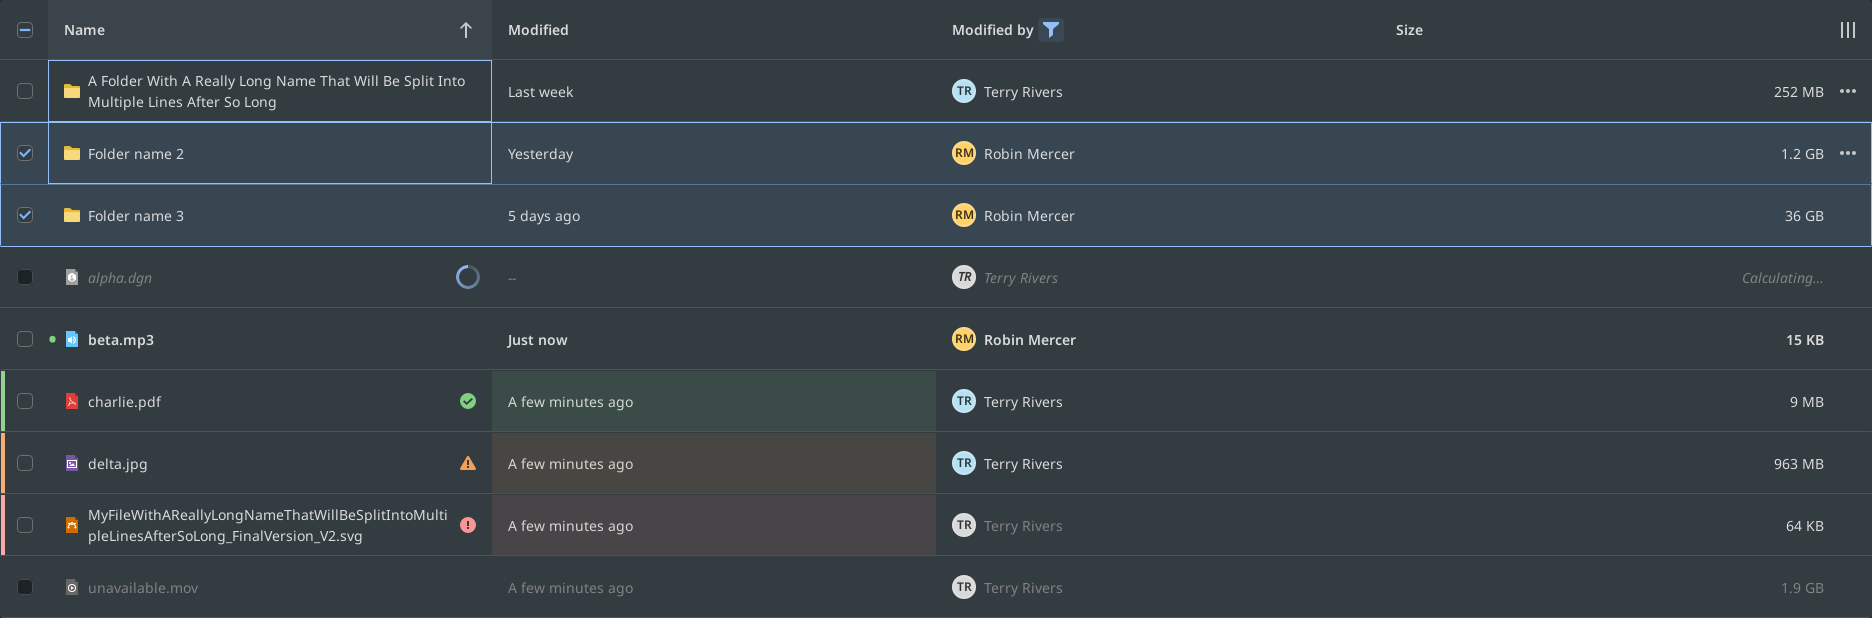 Name Modified Modified by Size
A Folder With A Really Long Name That Will Be Split Into
Multiple Lines After So Long
Last week TR Terry Rivers 252 MB
Folder name 2 Yesterday RM Robin Mercer 1.2 GB
Folder name 3 5 days ago RM Robin Mercer 36 GB
alpha.dgn -- TR Terry Rivers Calculating...
beta.mp3 Just now RM Robin Mercer 15 KB
charlie.pdf A few minutes ago TR Terry Rivers 9 MB
delta.jpg A few minutes ago TR Terry Rivers 963 MB
MyFileWithAReallyLongNameThatWillBeSplitIntoMulti
pleLinesAfterSoLong_FinalVersion_V2.svg
A few minutes ago TR Terry Rivers 64 KB
unavailable.mov A few minutes ago TR Terry Rivers 1.9 GB